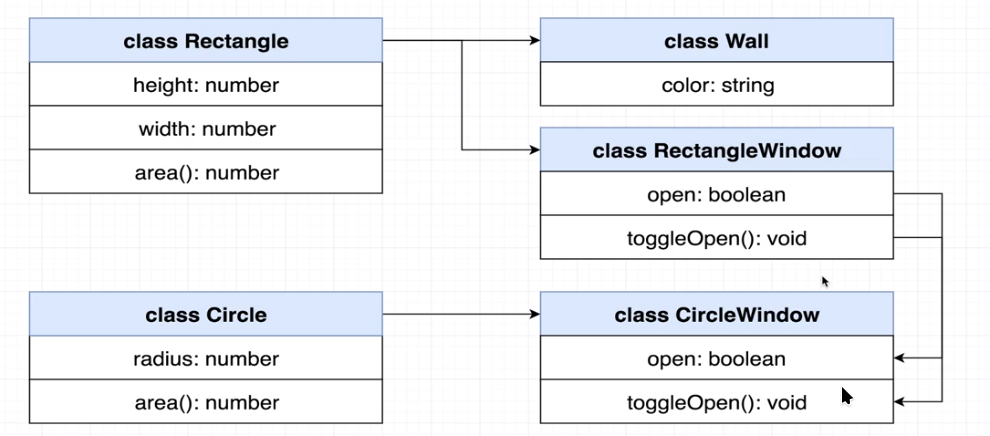 class Rectangle
height: number
width: number
area(): number
class Wall
color: string
class RectangleWindow
open: boolean
toggleOpen(): void
class Circle
radius: number
area(): number
class CircleWindow
open: boolean
toggleOpen(): void